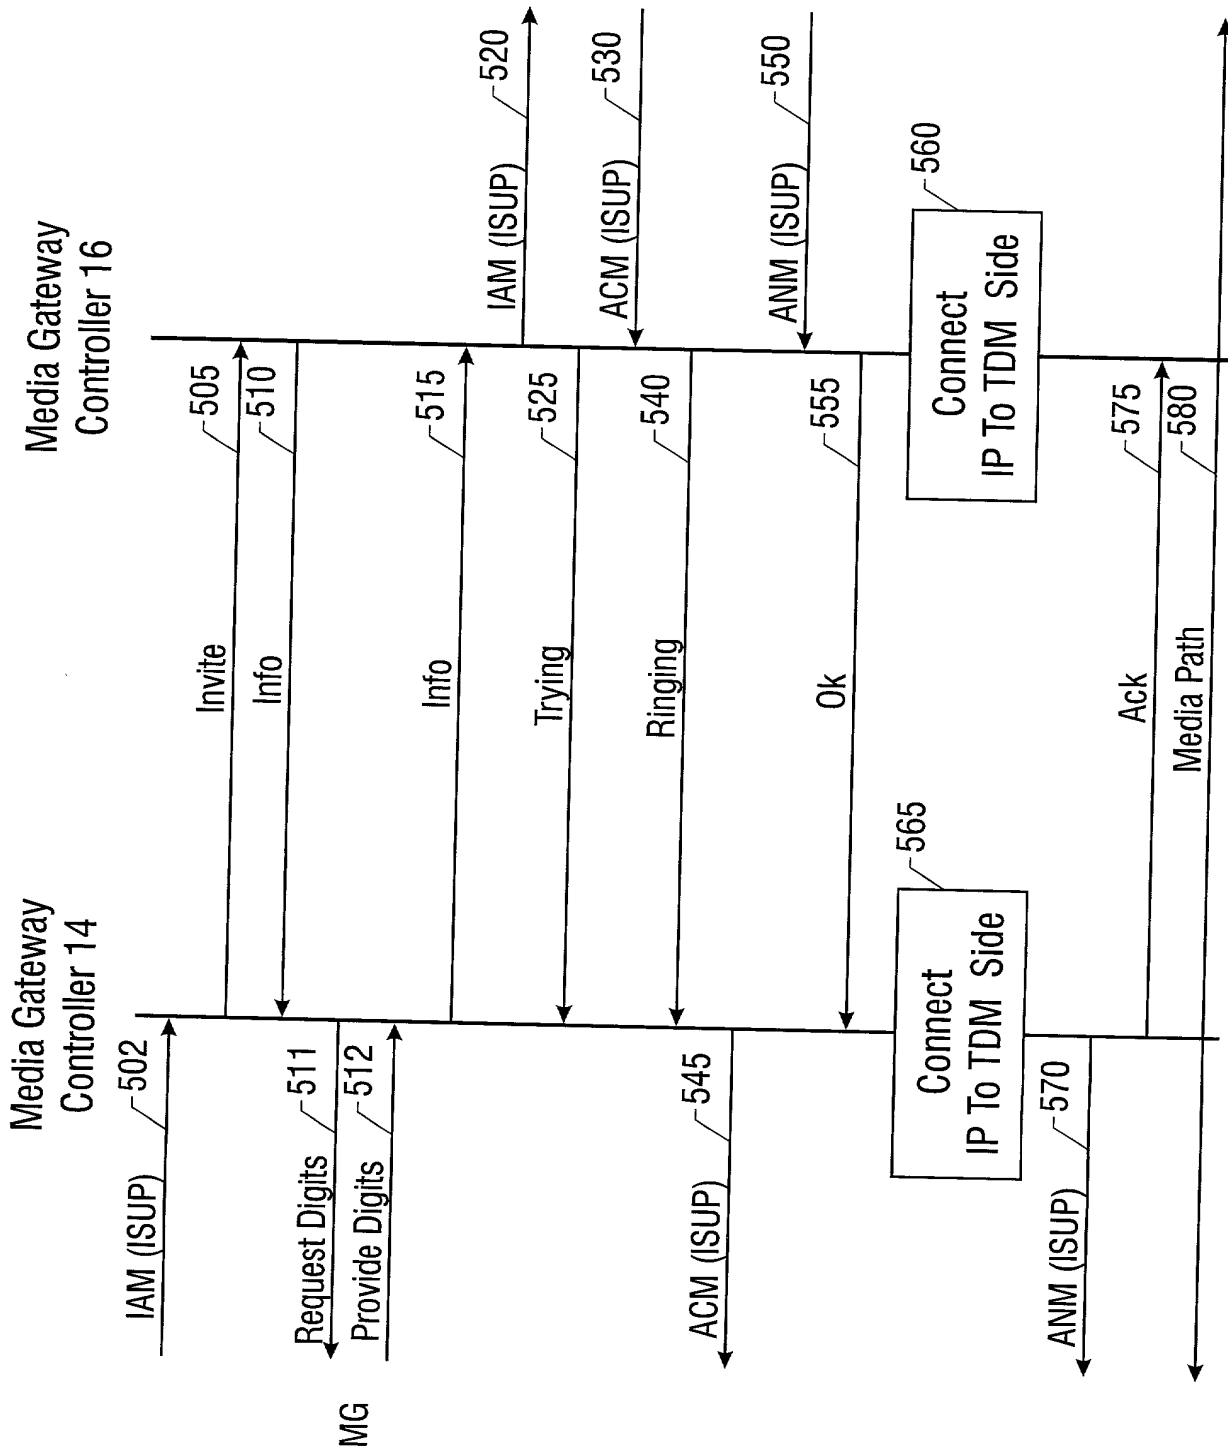 Media Gateway
Controller 14
Media Gateway
Controller 16
IAM (ISUP)
502
Invite
505
Info
510
Request Digits
511
MG
Provide Digits
512
Info
515
IAM (ISUP)
520
Trying
525
ACM (ISUP)
530
Ringing
540
ACM (ISUP)
545
ANM (ISUP)
550
Ok
555
Connect
IP To TDM Side
560
Connect
IP To TDM Side
565
ANM (ISUP)
570
Ack
575
Media Path
580